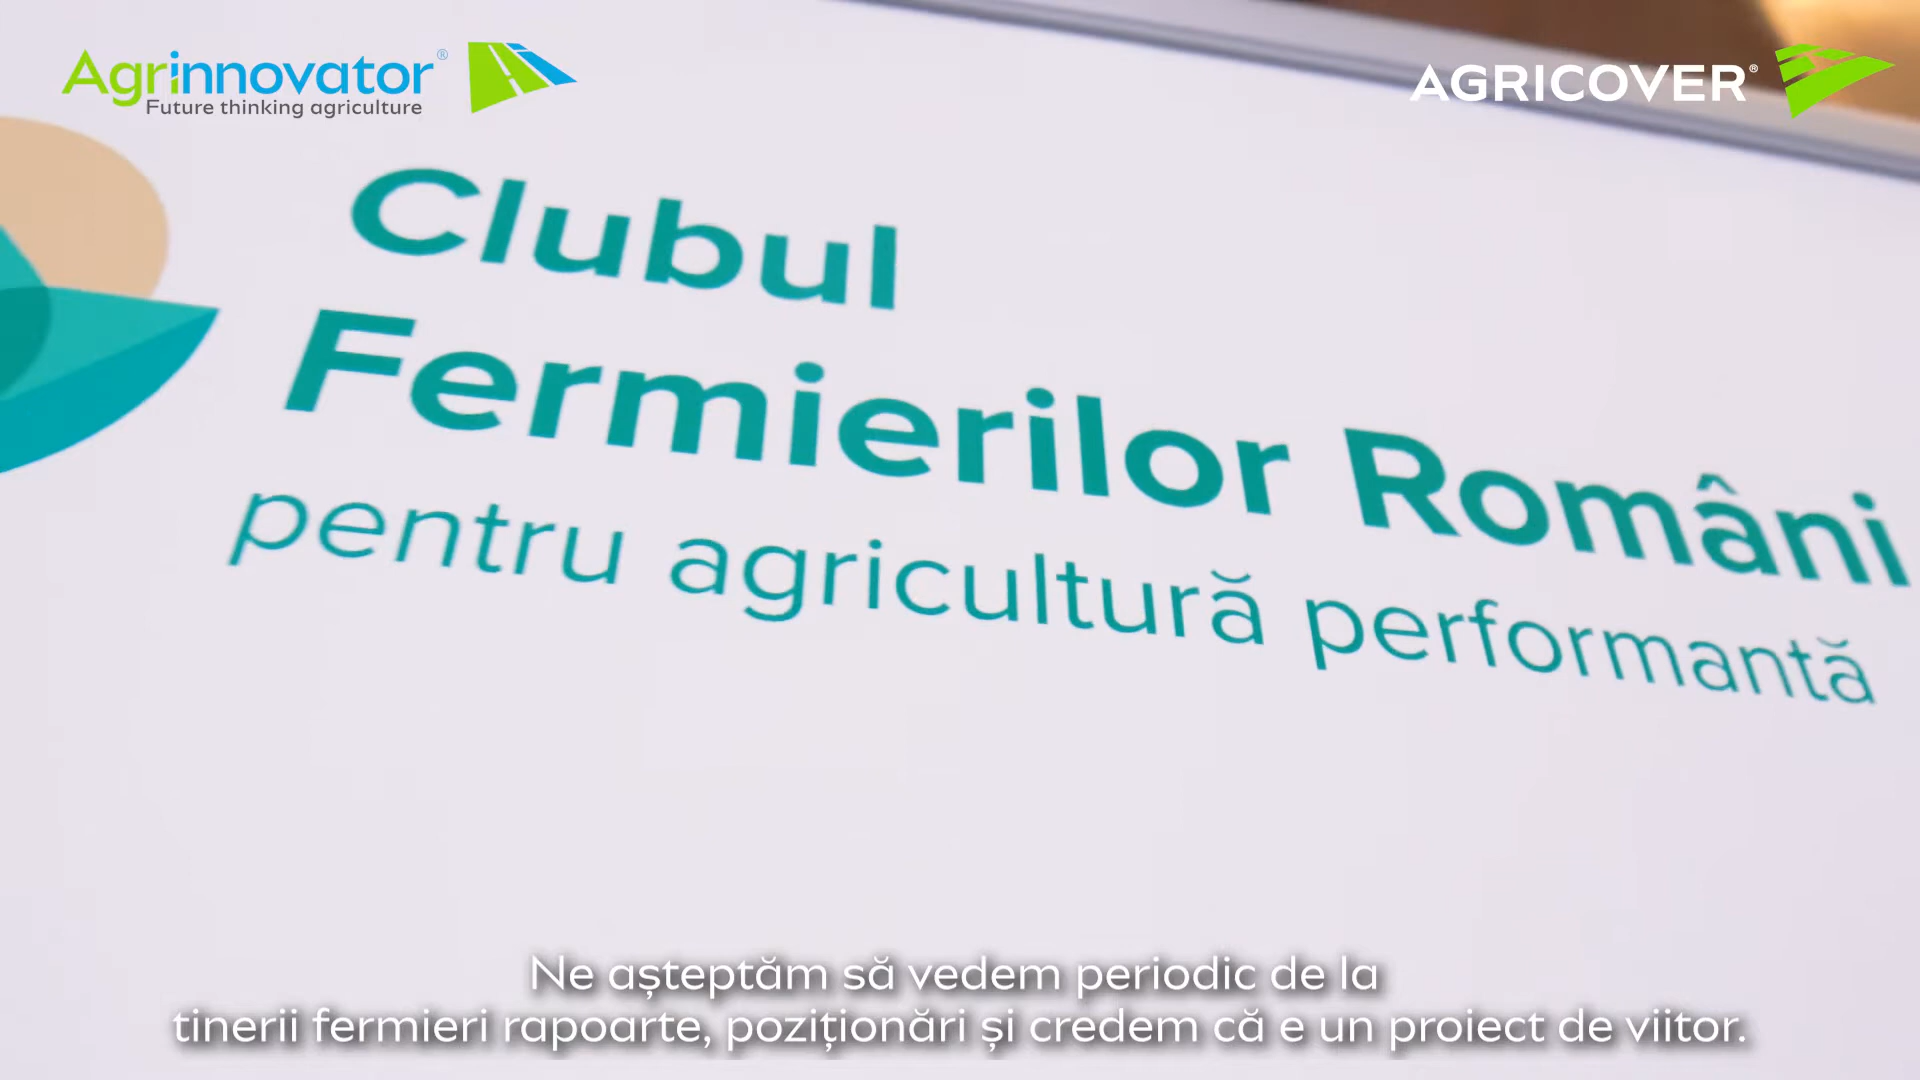 Agrinnovator®
Future thinking agriculture
AGRICOVER®
Clubul
Fermierilor Români
pentru agricultură performantă
Ne așteptăm să vedem periodic de la
tinerii fermieri rapoarte, poziționări și credem că e un proiect de viitor.